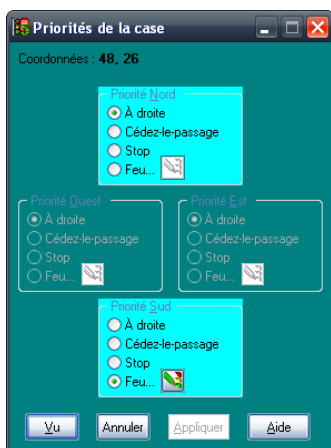 Priorités de la case
Coordonnées : 48, 26
Priorité Nord
À droite
Cédez-le-passage
Stop
Feu...
Priorité Ouest
À droite
Cédez-le-passage
Stop
Feu...
Priorité Est
À droite
Cédez-le-passage
Stop
Feu...
Priorité Sud
À droite
Cédez-le-passage
Stop
Feu...
Vu Annuler Appliquer Aide